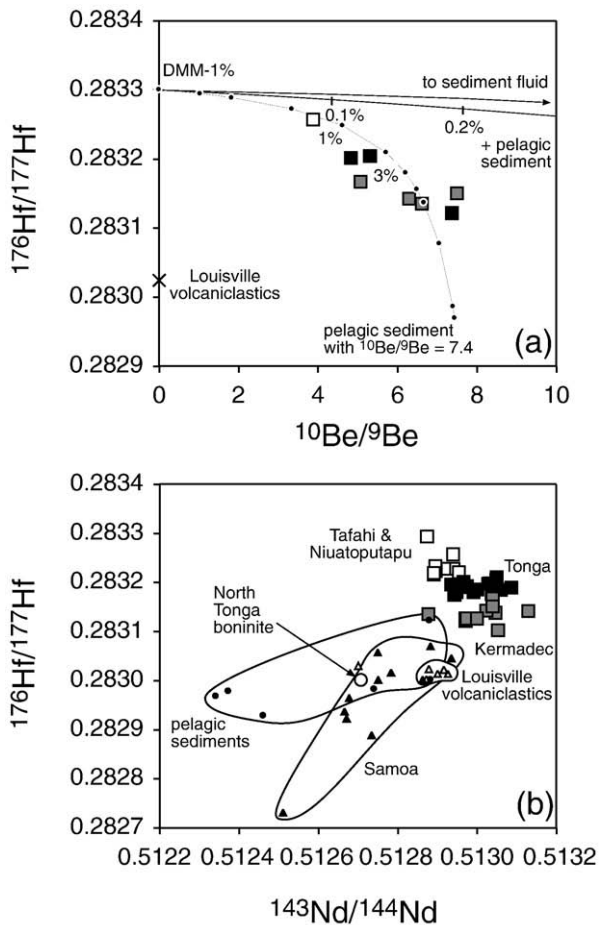 0.2834
0.2833
0.2832
0.2831
0.2830
0.2829
176Hf/177Hf
DMM-1%
to sediment fluid
0.1%
0.2%
1%
+ pelagic
sediment
3%
Louisville
volcaniclastics
pelagic sediment
with 10Be/9Be = 7.4
(a)
0
2
4
6
8
10
10Be/9Be
0.2834
0.2833
0.2832
0.2831
0.2830
0.2829
0.2828
0.2827
176Hf/177Hf
Tafahi &
Niuatoputapu
Tonga
North
Tonga
boninite
Kermadec
Louisville
volcaniclastics
pelagic
sediments
Samoa
(b)
0.5122
0.5124
0.5126
0.5128
0.5130
0.5132
143Nd/144Nd